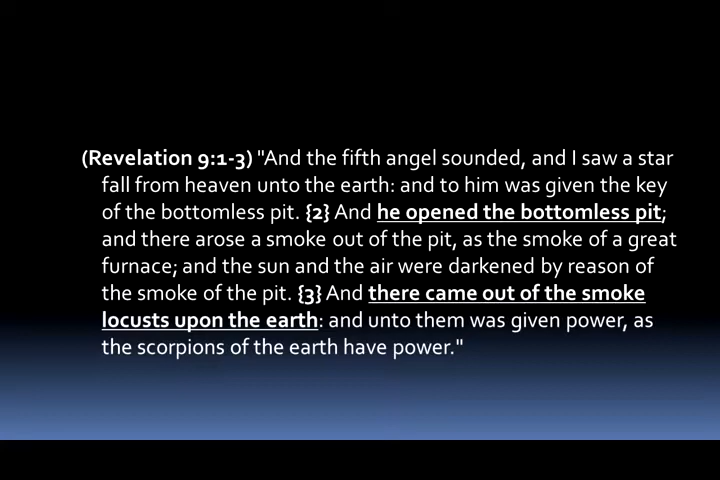 (Revelation 9:1-3) "And the fifth angel sounded, and I saw a star
fall from heaven unto the earth: and to him was given the key
of the bottomless pit. {2} And he opened the bottomless pit;
and there arose a smoke out of the pit, as the smoke of a great
furnace; and the sun and the air were darkened by reason of
the smoke of the pit. {3} And there came out of the smoke
locusts upon the earth: and unto them was given power, as
the scorpions of the earth have power."